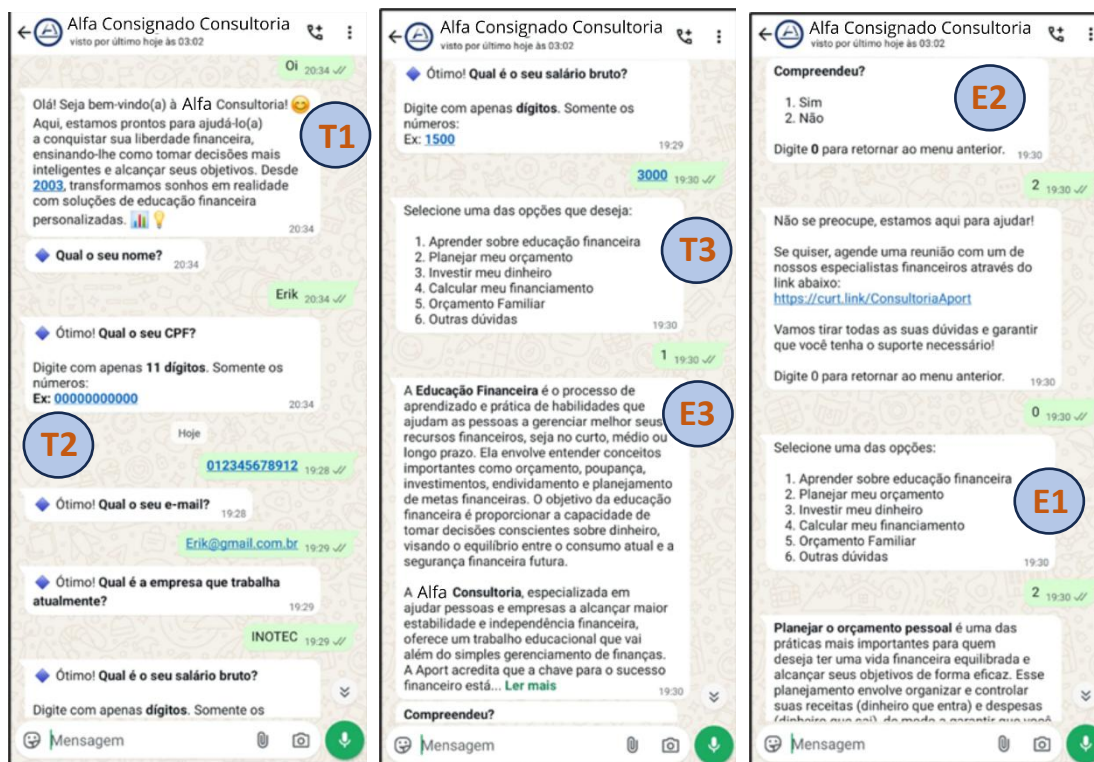 Alfa Consignado Consultoria
visto por último hoje às 03:02
Oi 20:34
Olá! Seja bem-vindo(a) à Alfa Consultoria! 😊
Aqui, estamos prontos para ajudá-lo(a)
a conquistar sua liberdade financeira,
ensinando-lhe como tomar decisões mais
inteligentes e alcançar seus objetivos. Desde
2003, transformamos sonhos em realidade
com soluções de educação financeira
personalizadas. 📊💡
20:34
T1
🔷 Qual o seu nome? 20:34
Erik 20:34
🔷 Ótimo! Qual o seu CPF?
Digite com apenas 11 dígitos. Somente os
números:
Ex: 00000000000
20:34
T2
Hoje
012345678912 19:28
🔷 Ótimo! Qual o seu e-mail? 19:28
Erik@gmail.com.br 19:29
🔷 Ótimo! Qual é a empresa que trabalha
atualmente? 19:29
INOTEC 19:29
🔷 Ótimo! Qual é o seu salário bruto?
Digite com apenas dígitos. Somente os
Mensagem
Alfa Consignado Consultoria
visto por último hoje às 03:02
🔷 Ótimo! Qual é o seu salário bruto?
Digite com apenas dígitos. Somente os
números:
Ex: 1500
19:29
3000 19:30
Selecione uma das opções que deseja:
1. Aprender sobre educação financeira
2. Planejar meu orçamento
3. Investir meu dinheiro
4. Calcular meu financiamento
5. Orçamento Familiar
6. Outras dúvidas
19:30
T3
1 19:30
A Educação Financeira é o processo de
aprendizado e prática de habilidades que
ajudam as pessoas a gerenciar melhor seus
recursos financeiros, seja no curto, médio ou
longo prazo. Ela envolve entender conceitos
importantes como orçamento, poupança,
investimentos, endividamento e planejamento
de metas financeiras. O objetivo da educação
financeira é proporcionar a capacidade de
tomar decisões conscientes sobre dinheiro,
visando o equilíbrio entre o consumo atual e a
segurança financeira futura.
E3
A Alfa Consultoria, especializada em
ajudar pessoas e empresas a alcançar maior
estabilidade e independência financeira,
oferece um trabalho educacional que vai
além do simples gerenciamento de finanças.
A Aport acredita que a chave para o sucesso
financeiro está... Ler mais
19:30
Compreendeu?
Mensagem
Alfa Consignado Consultoria
visto por último hoje às 03:02
Compreendeu?
1. Sim
2. Não
Digite 0 para retornar ao menu anterior. 19:30
E2
2 19:30
Não se preocupe, estamos aqui para ajudar!
Se quiser, agende uma reunião com um de
nossos especialistas financeiros através do
link abaixo:
https://curt.link/ConsultoriaAport
Vamos tirar todas as suas dúvidas e garantir
que você tenha o suporte necessário!
Digite 0 para retornar ao menu anterior.
19:30
0 19:30
Selecione uma das opções:
1. Aprender sobre educação financeira
2. Planejar meu orçamento
3. Investir meu dinheiro
4. Calcular meu financiamento
5. Orçamento Familiar
6. Outras dúvidas
19:30
E1
2 19:30
Planejar o orçamento pessoal é uma das
práticas mais importantes para quem
deseja ter uma vida financeira equilibrada e
alcançar seus objetivos de forma eficaz. Esse
planejamento envolve organizar e controlar
suas receitas (dinheiro que entra) e despesas
(dinheiro que sai), de modo a garantir que você
Mensagem